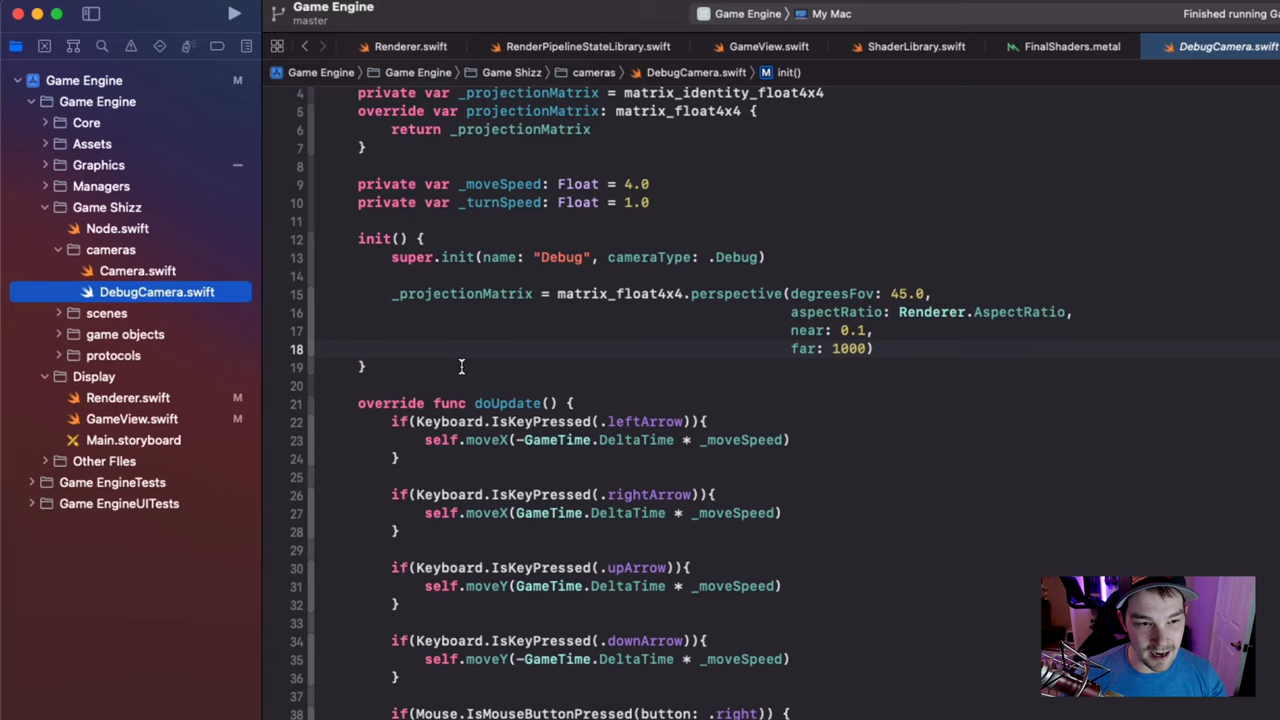 Game Engine
master
Game Engine
My Mac
Finished running Ga
Renderer.swift
RenderPipelineStateLibrary.swift
GameView.swift
ShaderLibrary.swift
FinalShaders.metal
DebugCamera.swift
Game Engine
Game Engine
Game Shizz
cameras
DebugCamera.swift
M init()
Game Engine M
Game Engine
Core
Assets
Graphics
Managers
Game Shizz
Node.swift
cameras
Camera.swift
DebugCamera.swift
scenes
game objects
protocols
Display
Renderer.swift M
GameView.swift M
Main.storyboard
Other FIles
Game EngineTests
Game EngineUITests
4 private var _projectionMatrix = matrix_identity_float4x4
5 override var projectionMatrix: matrix_float4x4 {
6 return _projectionMatrix
7 }
8
9 private var _moveSpeed: Float = 4.0
10 private var _turnSpeed: Float = 1.0
11
12 init() {
13 super.init(name: "Debug", cameraType: .Debug)
14
15 _projectionMatrix = matrix_float4x4.perspective(degreesFov: 45.0,
16 aspectRatio: Renderer.AspectRatio,
17 near: 0.1,
18 far: 1000)
19 }
20
21 override func doUpdate() {
22 if(Keyboard.IsKeyPressed(.leftArrow)){
23 self.moveX(-GameTime.DeltaTime * _moveSpeed)
24 }
25
26 if(Keyboard.IsKeyPressed(.rightArrow)){
27 self.moveX(GameTime.DeltaTime * _moveSpeed)
28 }
29
30 if(Keyboard.IsKeyPressed(.upArrow)){
31 self.moveY(GameTime.DeltaTime * _moveSpeed)
32 }
33
34 if(Keyboard.IsKeyPressed(.downArrow)){
35 self.moveY(-GameTime.DeltaTime * _moveSpeed)
36 }
37
38 if(Mouse.IsMouseButtonPressed(button: .right)) {